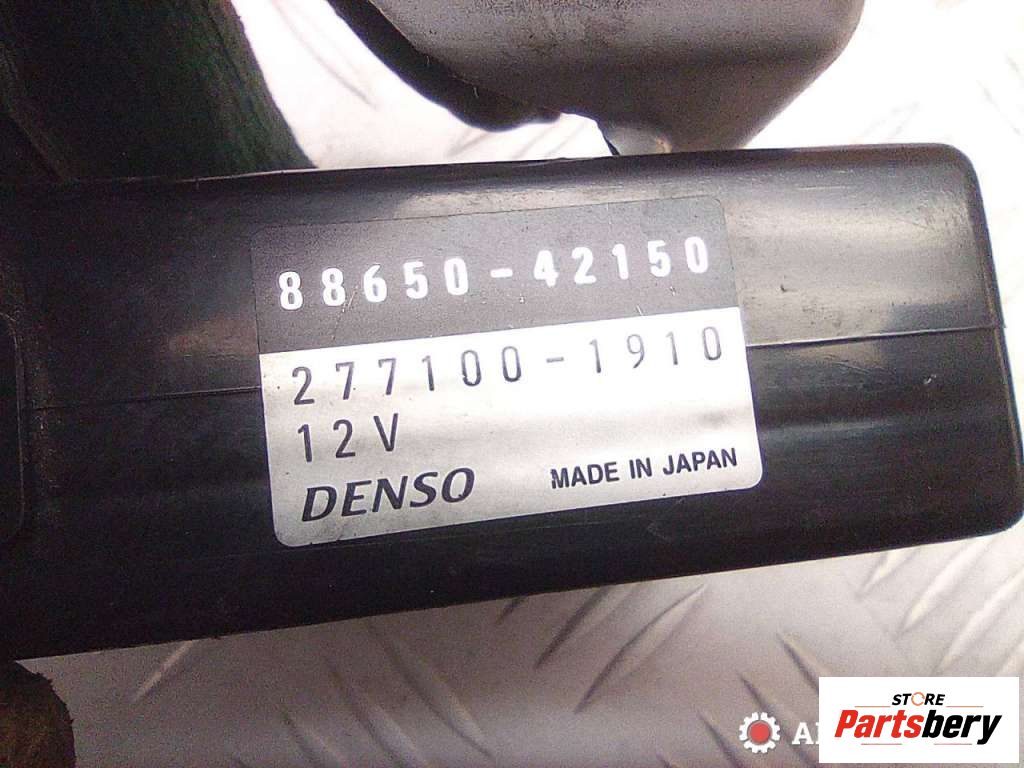 88650-42150
277100-1910
12V
DENSO MADE IN JAPAN
STORE
Partsbery